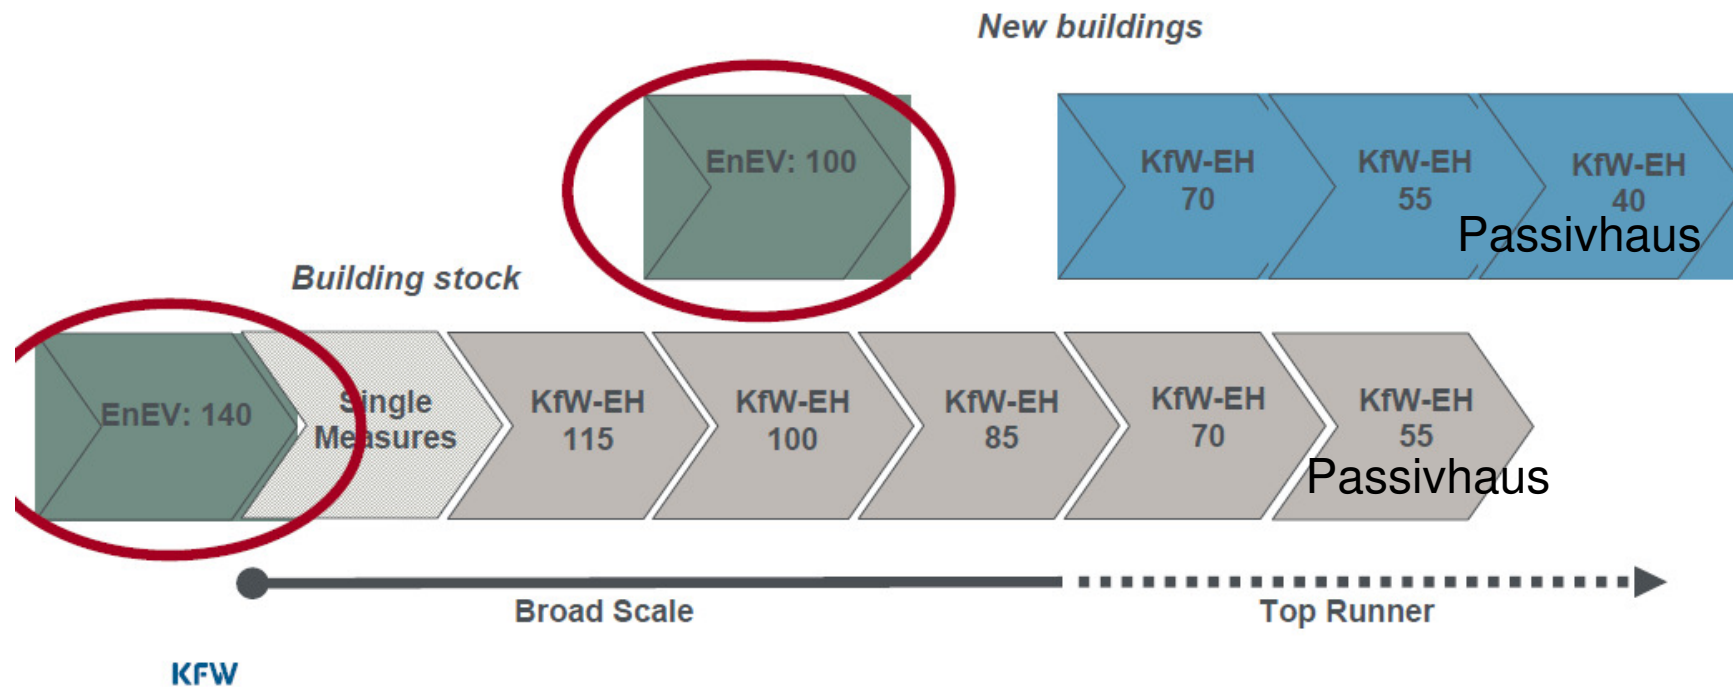 New buildings
EnEV: 100
KfW-EH
70
KfW-EH
55
KfW-EH
40
Passivhaus
Building stock
EnEV: 140
Single
Measures
KfW-EH
115
KfW-EH
100
KfW-EH
85
KfW-EH
70
KfW-EH
55
Passivhaus
Broad Scale
Top Runner
KFW